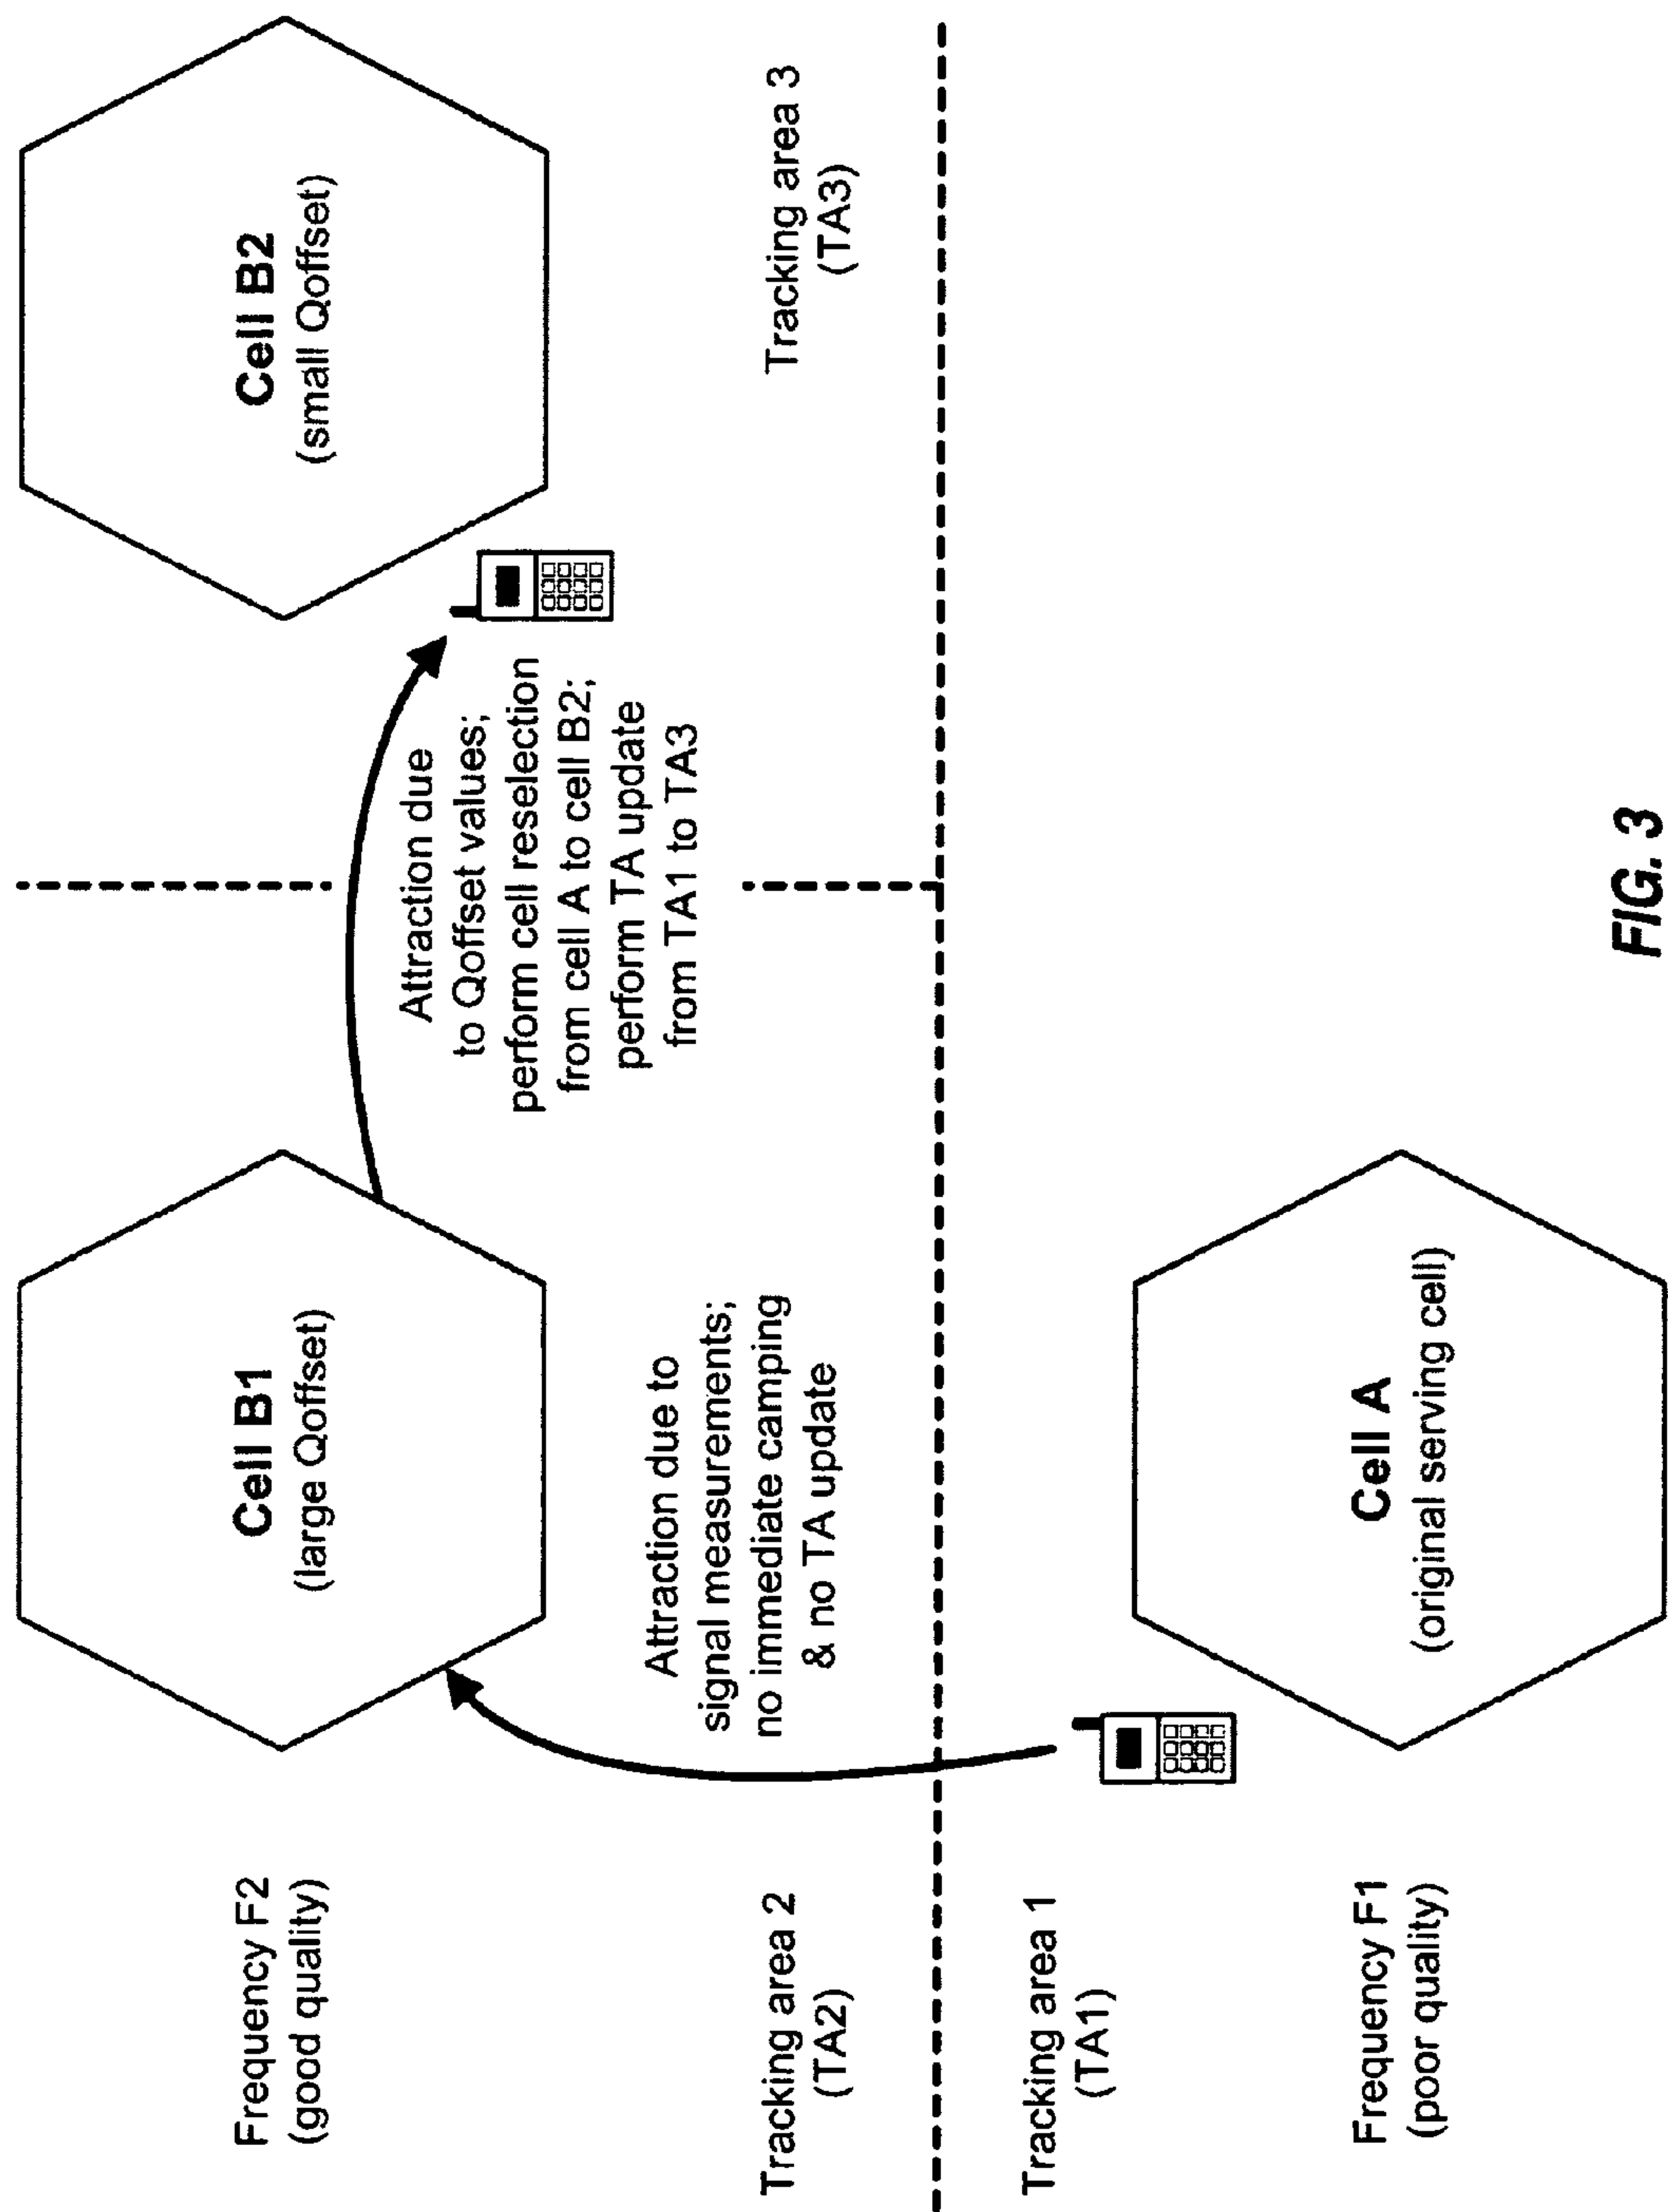 Frequency F2
(good quality)
Cell B1
(large Qoffset)
Cell B2
(small Qoffset)
Attraction due
to Qoffset values;
perform cell reselection
from cell A to cell B2;
perform TA update
from TA1 to TA3
Attraction due to
signal measurements;
no immediate camping
& no TA update
Tracking area 2
(TA2)
Tracking area 3
(TA3)
Tracking area 1
(TA1)
Frequency F1
(poor quality)
Cell A
(original serving cell)
FIG. 3